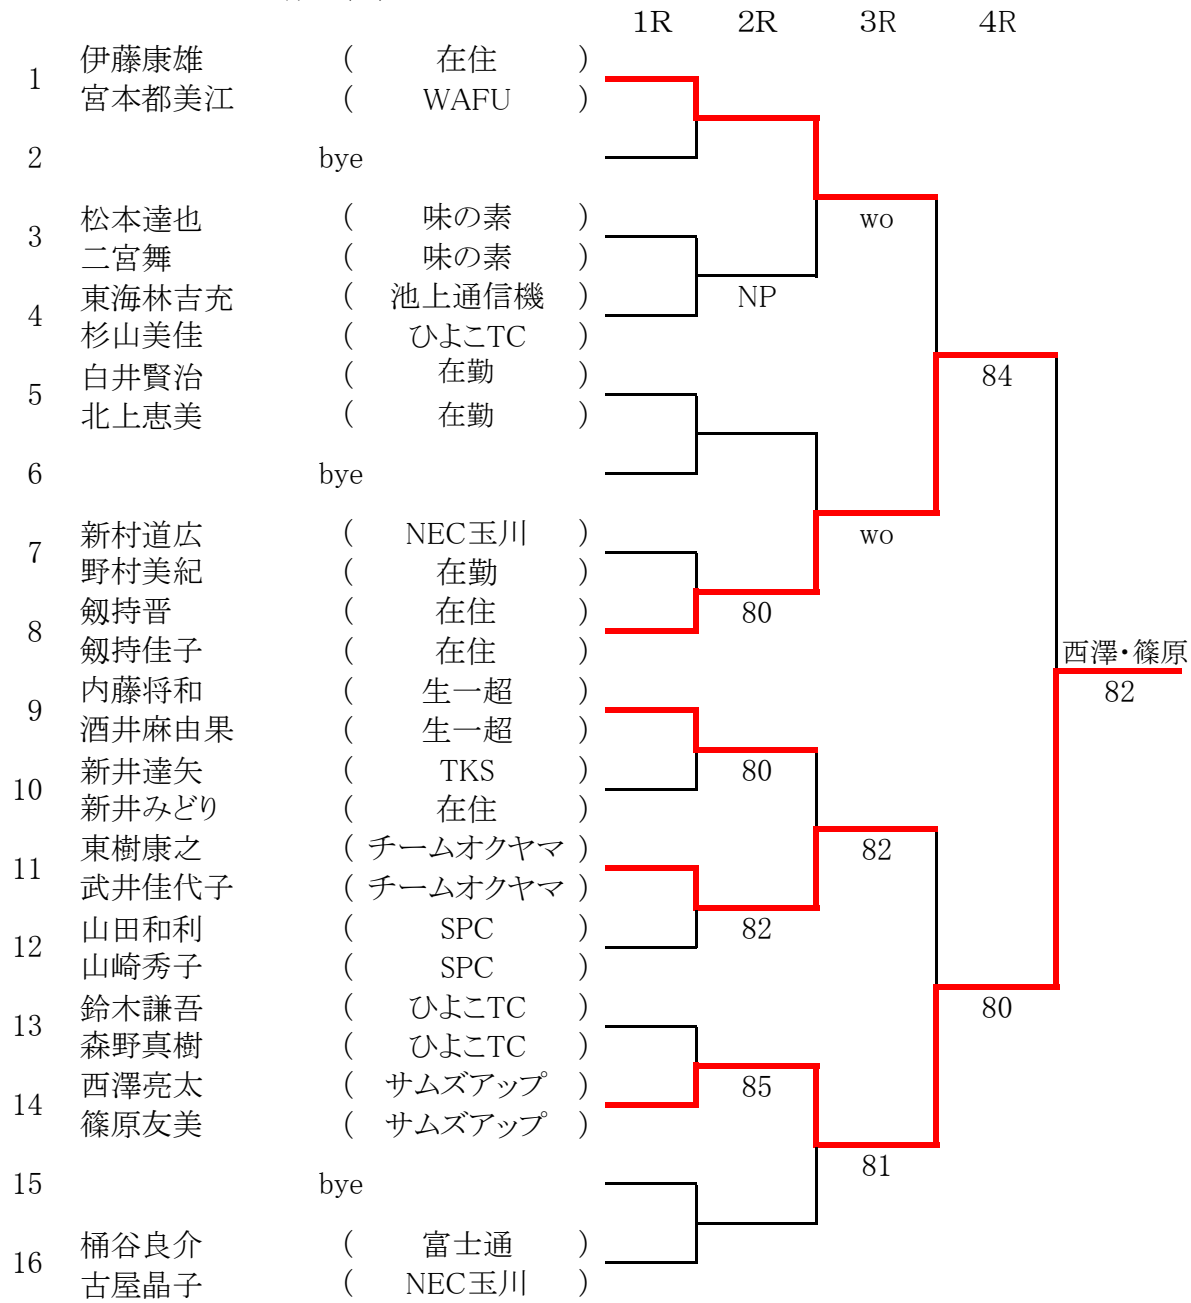 1R 2R 3R 4R
1 伊藤康雄 ( 在住 )
宮本都美江 ( WAFU )
2 bye
3 松本達也 ( 味の素 )
二宮舞 ( 味の素 )
4 東海林吉充 ( 池上通信機 )
杉山美佳 ( ひよこTC )
5 白井賢治 ( 在勤 )
北上恵美 ( 在勤 )
6 bye
7 新村道広 ( NEC玉川 )
野村美紀 ( 在勤 )
8 剱持晋 ( 在住 )
剱持佳子 ( 在住 )
9 内藤将和 ( 生一超 )
酒井麻由果 ( 生一超 )
10 新井達矢 ( TKS )
新井みどり ( 在住 )
11 東樹康之 ( チームオクヤマ )
武井佳代子 ( チームオクヤマ )
12 山田和利 ( SPC )
山崎秀子 ( SPC )
13 鈴木謙吾 ( ひよこTC )
森野真樹 ( ひよこTC )
14 西澤亮太 ( サムズアップ )
篠原友美 ( サムズアップ )
15 bye
16 桶谷良介 ( 富士通 )
古屋晶子 ( NEC玉川 )
NP
80
80
82
85
wo
wo
82
81
84
80
西澤・篠原
82